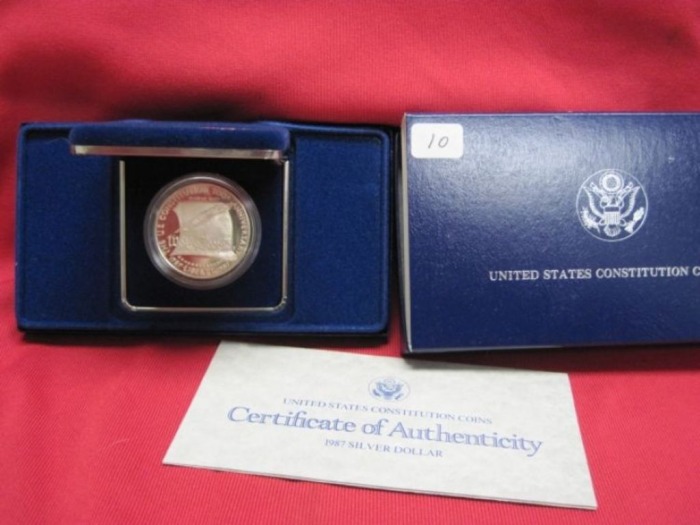 10
UNITED STATES CONSTITUTION C
UNITED STATES CONSTITUTION COINS
Certificate of Authenticity
1987 SILVER DOLLAR